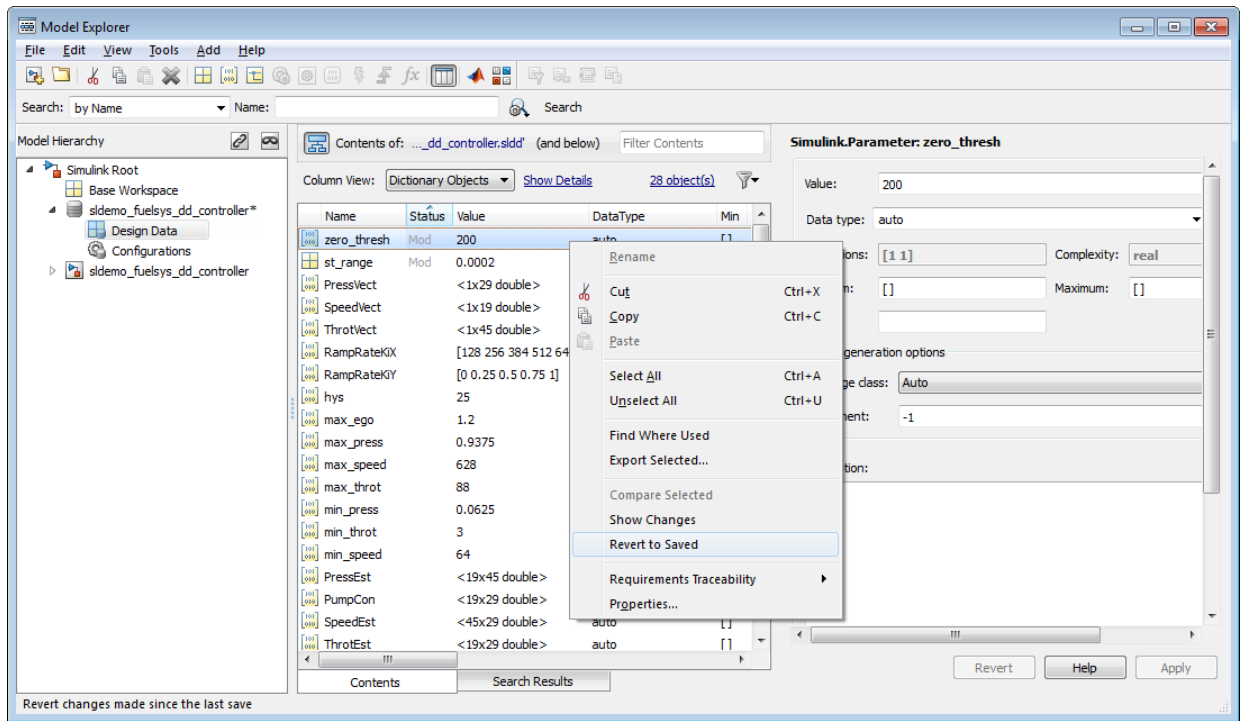 Model Explorer
File Edit View Tools Add Help
Search: by Name Name: Search
Model Hierarchy
Simulink Root
Base Workspace
sldemo_fuelsys_dd_controller*
Design Data
Configurations
sldemo_fuelsys_dd_controller
Contents of: ..._dd_controller.sldd' (and below) Filter Contents
Column View: Dictionary Objects Show Details 28 object(s)
Name Status Value DataType Min
zero_thresh Mod 200 auto []
st_range Mod 0.0002
PressVect <1x29 double>
SpeedVect <1x19 double>
ThrotVect <1x45 double>
RampRateKiX [128 256 384 512 64
RampRateKiY [0 0.25 0.5 0.75 1]
hys 25
max_ego 1.2
max_press 0.9375
max_speed 628
max_throt 88
min_press 0.0625
min_throt 3
min_speed 64
PressEst <19x45 double>
PumpCon <19x29 double>
SpeedEst <45x29 double> auto []
ThrotEst <19x29 double> auto []
Contents Search Results
Rename
Cut Ctrl+X
Copy Ctrl+C
Paste
Select All Ctrl+A
Unselect All Ctrl+U
Find Where Used
Export Selected...
Compare Selected
Show Changes
Revert to Saved
Requirements Traceability
Properties...
Simulink.Parameter: zero_thresh
Value: 200
Data type: auto
ions: [1 1] Complexity: real
m: [] Maximum: []
generation options
ge class: Auto
ment: -1
tion:
Revert Help Apply
Revert changes made since the last save